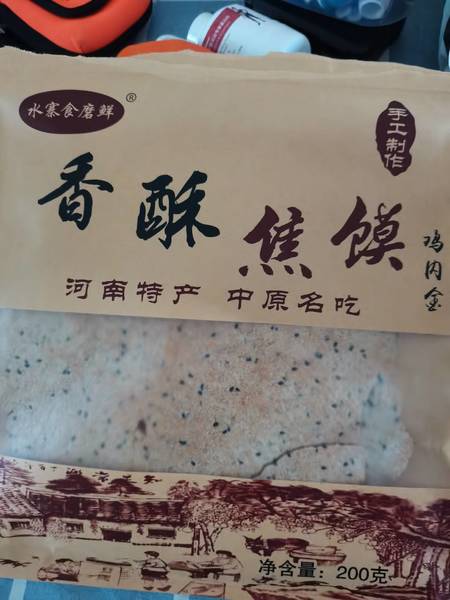 水寨食磨鲜®
手工制作
香酥焦馍
鸡内金
河南特产 中原名吃
净含量：200克